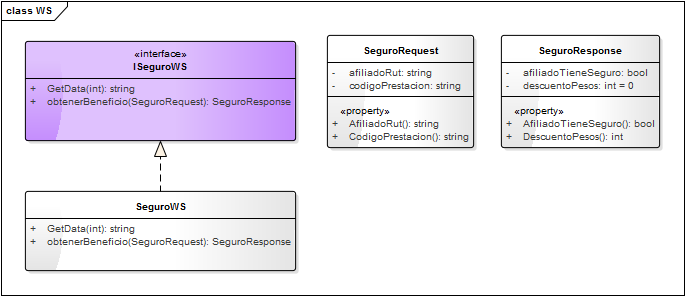 class WS
«interface»
ISeguroWS
+ GetData(int): string
+ obtenerBeneficio(SeguroRequest): SeguroResponse
SeguroWS
+ GetData(int): string
+ obtenerBeneficio(SeguroRequest): SeguroResponse
SeguroRequest
- afiliadoRut: string
- codigoPrestacion: string
«property»
+ AfiliadoRut(): string
+ CodigoPrestacion(): string
SeguroResponse
- afiliadoTieneSeguro: bool
- descuentoPesos: int = 0
«property»
+ AfiliadoTieneSeguro(): bool
+ DescuentoPesos(): int